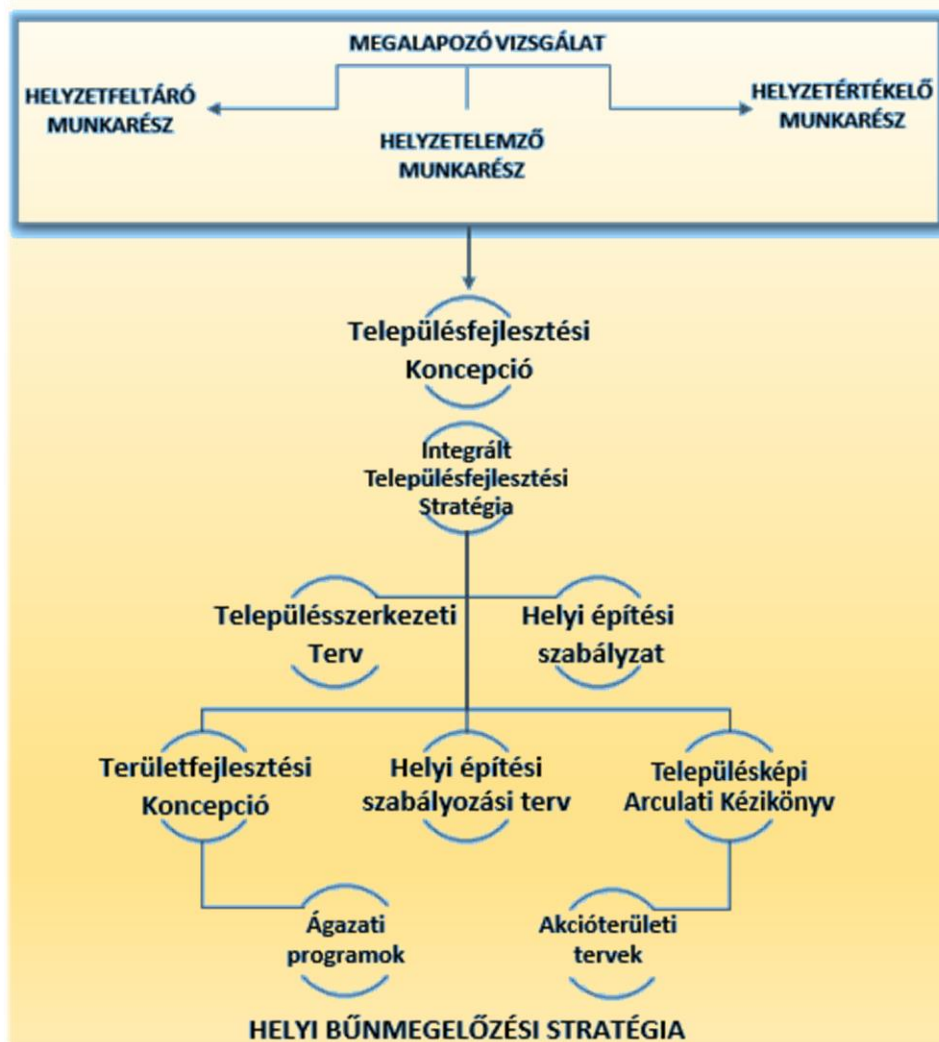 MEGALAPOZÓ VIZSGÁLAT
HELYZETFELTÁRÓ
MUNKARÉSZ
HELYZETELEMZŐ
MUNKARÉSZ
HELYZETÉRTÉKELŐ
MUNKARÉSZ
Településfejlesztési
Koncepció
Integrált
Településfejlesztési
Stratégia
Településszerkezeti
Terv
Helyi építési
szabályzat
Területfejlesztési
Koncepció
Helyi építési
szabályozási terv
Településképi
Arculati Kézikönyv
Ágazati
programok
Akcióterületi
tervek
HELYI BŰNMEGELŐZÉSI STRATÉGIA